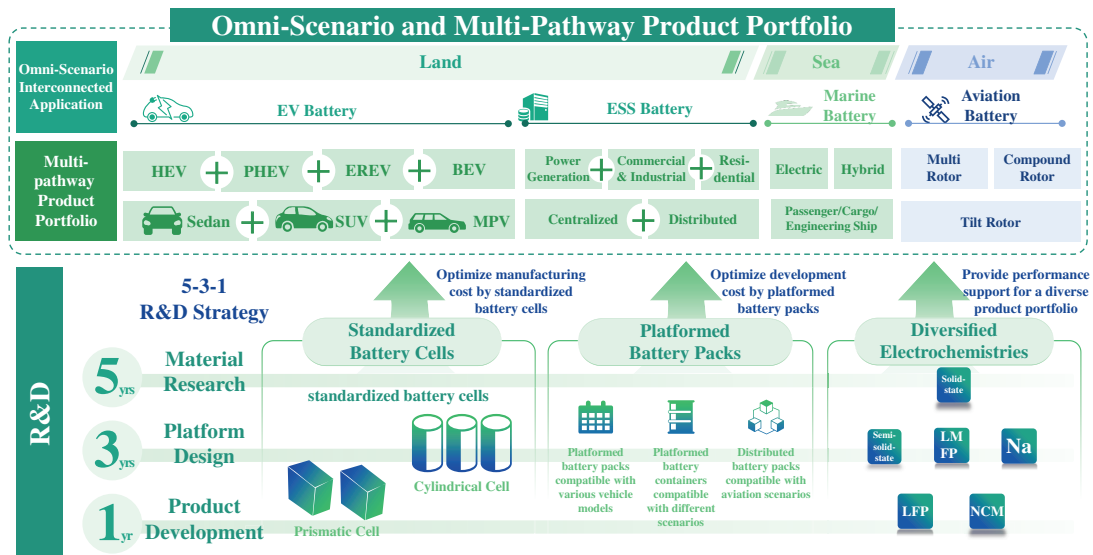 Omni-Scenario and Multi-Pathway Product Portfolio
Omni-Scenario
Interconnected
Application
Land
Sea
Air
EV Battery
ESS Battery
Marine
Battery
Aviation
Battery
Multi-
pathway
Product
Portfolio
HEV
PHEV
EREV
BEV
Power
Generation
Commercial
& Industrial
Resi-
dential
Electric
Hybrid
Multi
Rotor
Compound
Rotor
Sedan
SUV
MPV
Centralized
Distributed
Passenger/Cargo/
Engineering Ship
Tilt Rotor
R&D
5-3-1
R&D Strategy
Optimize manufacturing
cost by standardized
battery cells
Optimize development
cost by platformed
battery packs
Provide performance
support for a diverse
product portfolio
Standardized
Battery Cells
Platformed
Battery Packs
Diversified
Electrochemistries
5 yrs
Material
Research
3 yrs
Platform
Design
1 yr
Product
Development
standardized battery cells
Cylindrical Cell
Prismatic Cell
Platformed
battery packs
compatible with
various vehicle
models
Platformed
battery
containers
compatible
with different
scenarios
Distributed
battery packs
compatible with
aviation scenarios
Solid-
state
Semi-
solid-
state
LM
FP
Na
LFP
NCM